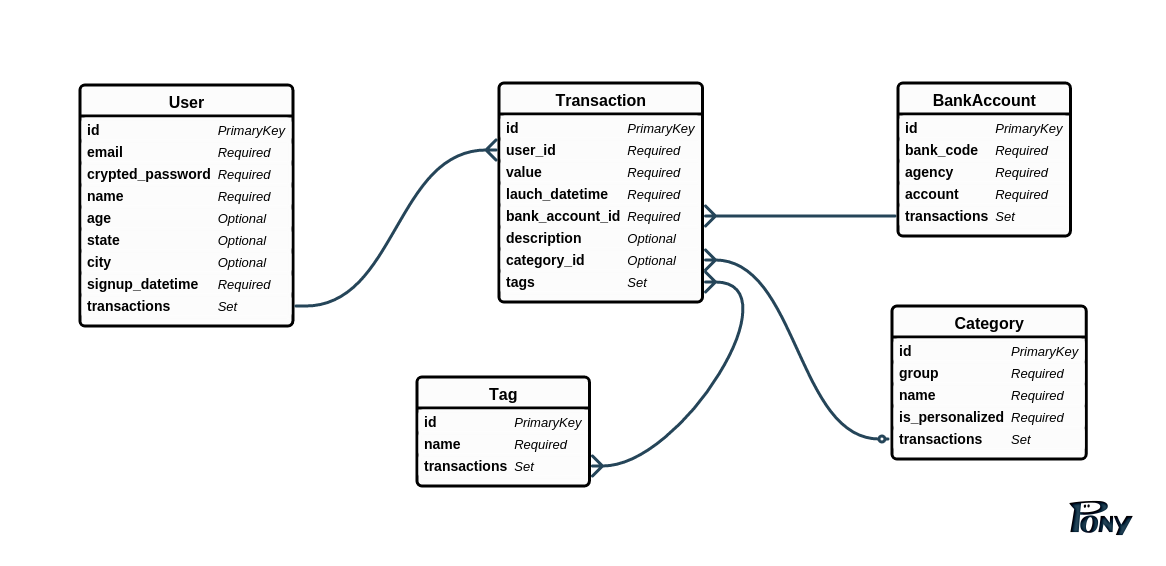 User
id PrimaryKey
email Required
crypted_password Required
name Required
age Optional
state Optional
city Optional
signup_datetime Required
transactions Set
Transaction
id PrimaryKey
user_id Required
value Required
lauch_datetime Required
bank_account_id Required
description Optional
category_id Optional
tags Set
BankAccount
id PrimaryKey
bank_code Required
agency Required
account Required
transactions Set
Category
id PrimaryKey
group Required
name Required
is_personalized Required
transactions Set
Tag
id PrimaryKey
name Required
transactions Set
PONY